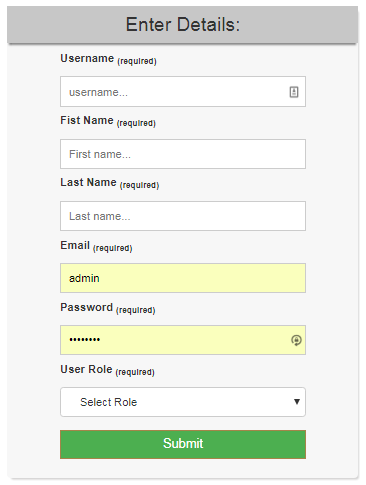 Enter Details:
Username (required)
username...
Fist Name (required)
First name...
Last Name (required)
Last name...
Email (required)
admin
Password (required)
••••••••
User Role (required)
Select Role
Submit